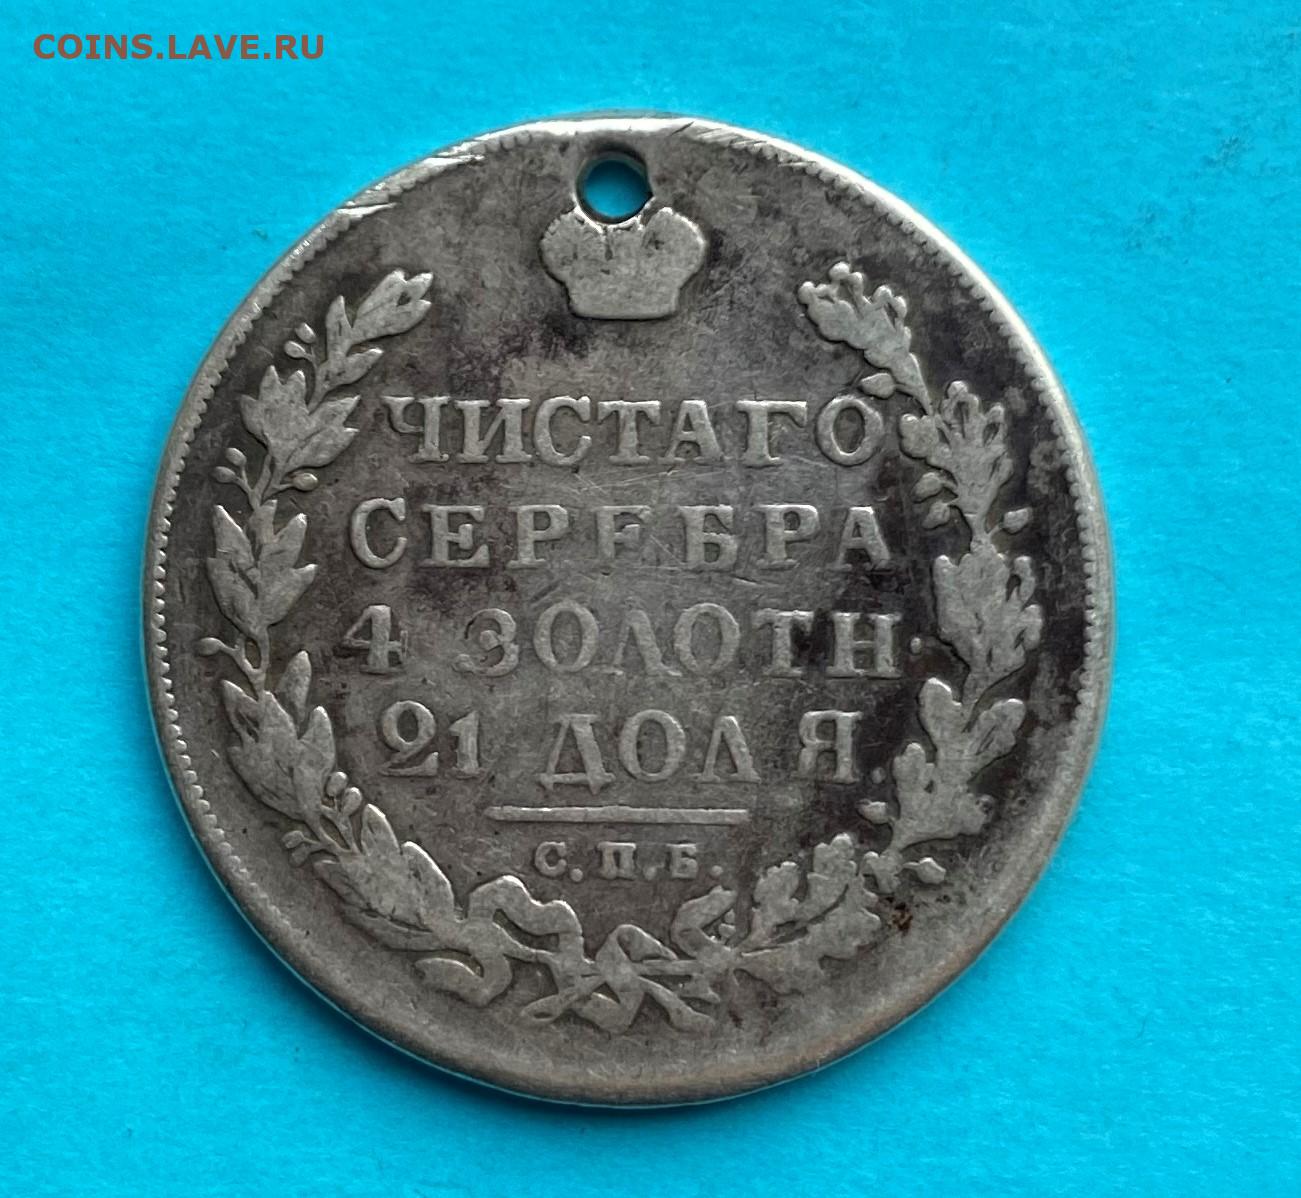 COINS.LAVE.RU
ЧИСТАГО
СЕРЕБРА
4 ЗОЛОТН.
21 ДОЛЯ.
С.П.Б.